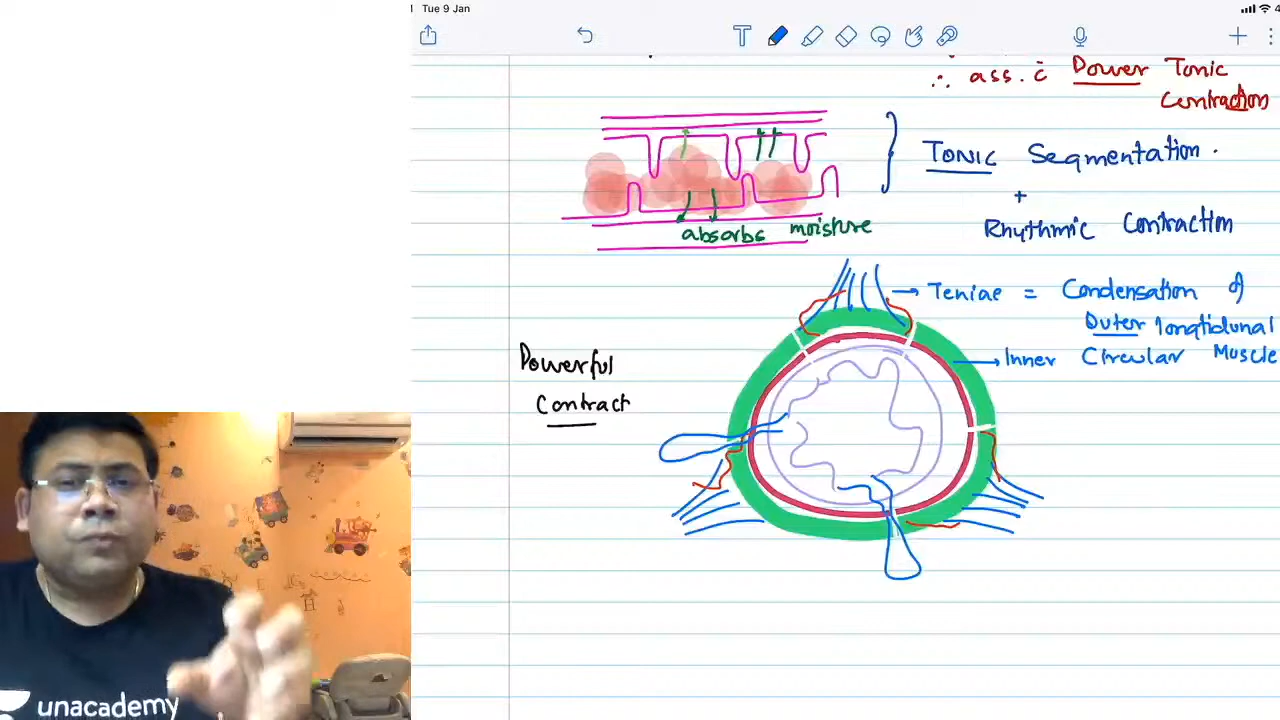 Tue 9 Jan
∴ ass. c̄ Power Tonic
Contraction
TONIC Segmentation.
+
Rhythmic Contraction
absorbs moisture
→ Teniae = Condensation of
Outer longtidunal
→ Inner Circular Muscle
Powerful
Contract
unacademy